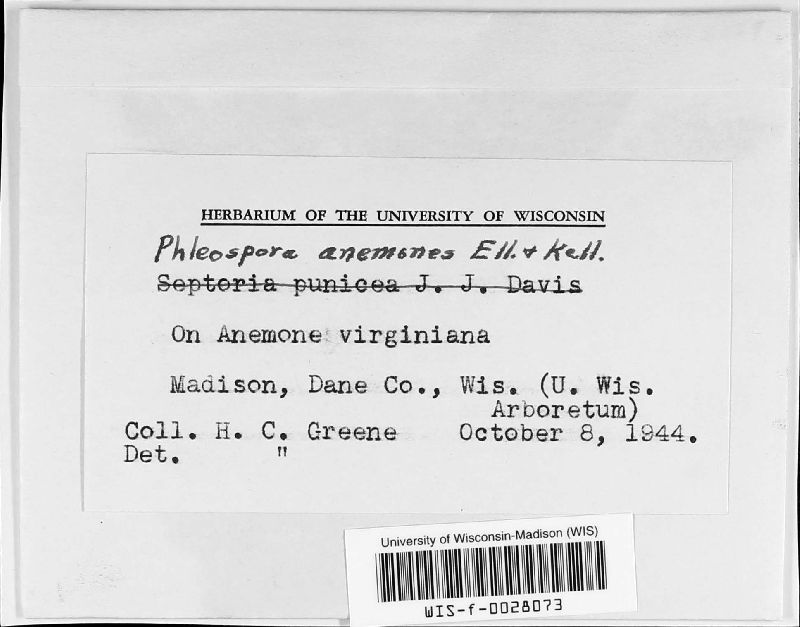 HERBARIUM OF THE UNIVERSITY OF WISCONSIN
Phleospora anemones Ell. + Kell.
Septoria punicea J. J. Davis
On Anemone virginiana
Madison, Dane Co., Wis. (U. Wis.
Arboretum)
Coll. H. C. Greene October 8, 1944.
Det. "
University of Wisconsin-Madison (WIS)
WIS-f-0028073